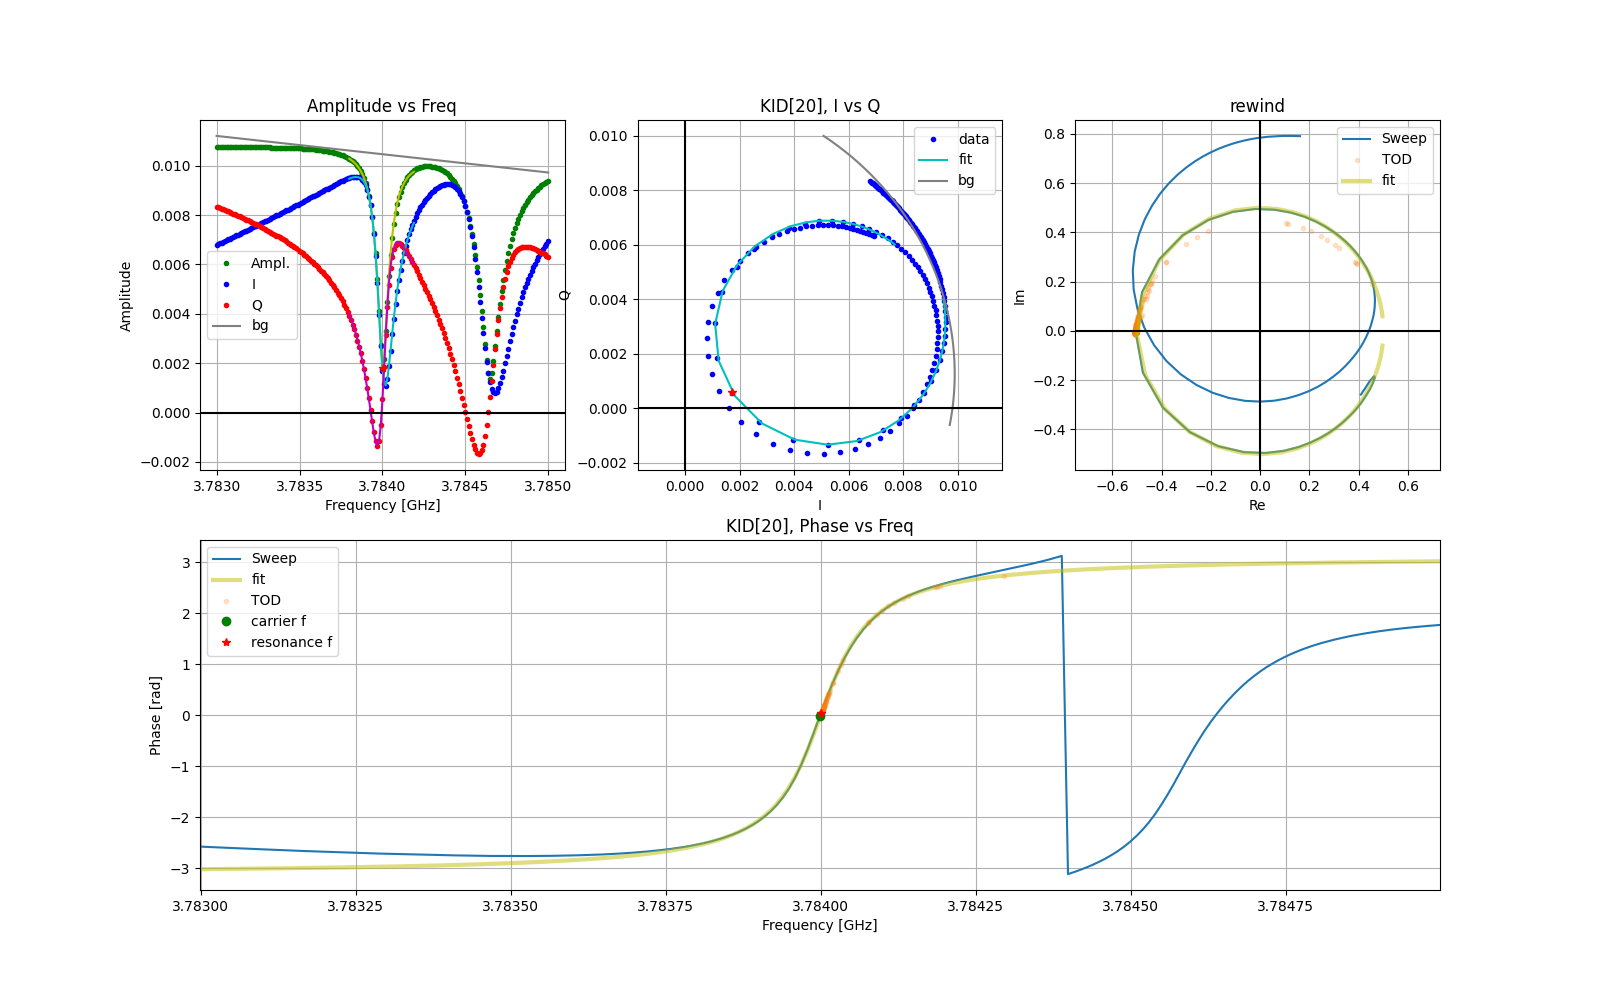 Amplitude vs Freq
Amplitude
0.010
0.008
0.006
0.004
0.002
0.000
−0.002
Ampl.
I
Q
bg
3.7830 3.7835 3.7840 3.7845 3.7850
Frequency [GHz]
KID[20], I vs Q
Q
0.010
0.008
0.006
0.004
0.002
0.000
−0.002
data
fit
bg
0.000 0.002 0.004 0.006 0.008 0.010
I
rewind
Im
0.8
0.6
0.4
0.2
0.0
−0.2
−0.4
Sweep
TOD
fit
−0.6 −0.4 −0.2 0.0 0.2 0.4 0.6
Re
KID[20], Phase vs Freq
Phase [rad]
3
2
1
0
−1
−2
−3
Sweep
fit
TOD
carrier f
resonance f
3.78300 3.78325 3.78350 3.78375 3.78400 3.78425 3.78450 3.78475
Frequency [GHz]